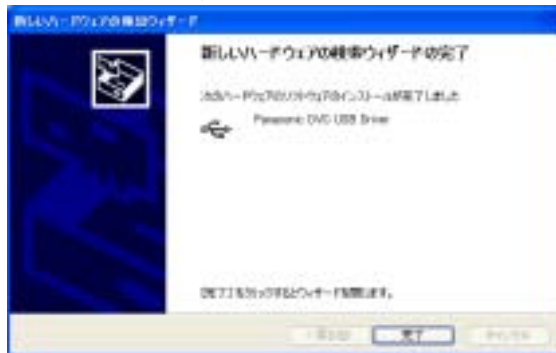 新しいハードウェアの検索ウィザード
新しいハードウェアの検索ウィザードの完了
次のハードウェアのソフトウェアのインストールが完了しました
Panasonic DVC USB Driver
[完了]をクリックするとウィザードを閉じます。
< 戻る(B) 完了 キャンセル